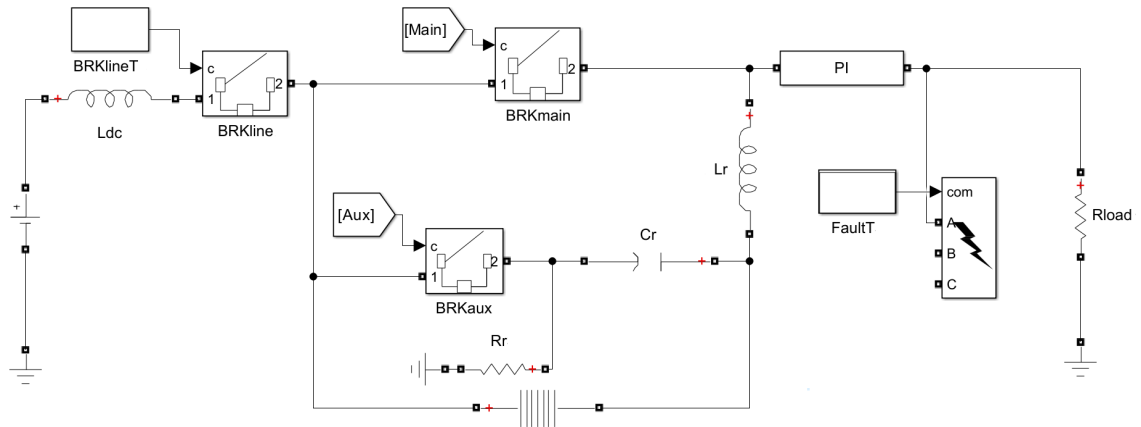 BRKlineT
c
1
2
BRKline
+
Ldc
+
[Main]
c
1
2
BRKmain
PI
+
Lr
[Aux]
c
1
2
BRKaux
Cr
+
Rr
+
+
FaultT
com
A
B
C
+
Rload